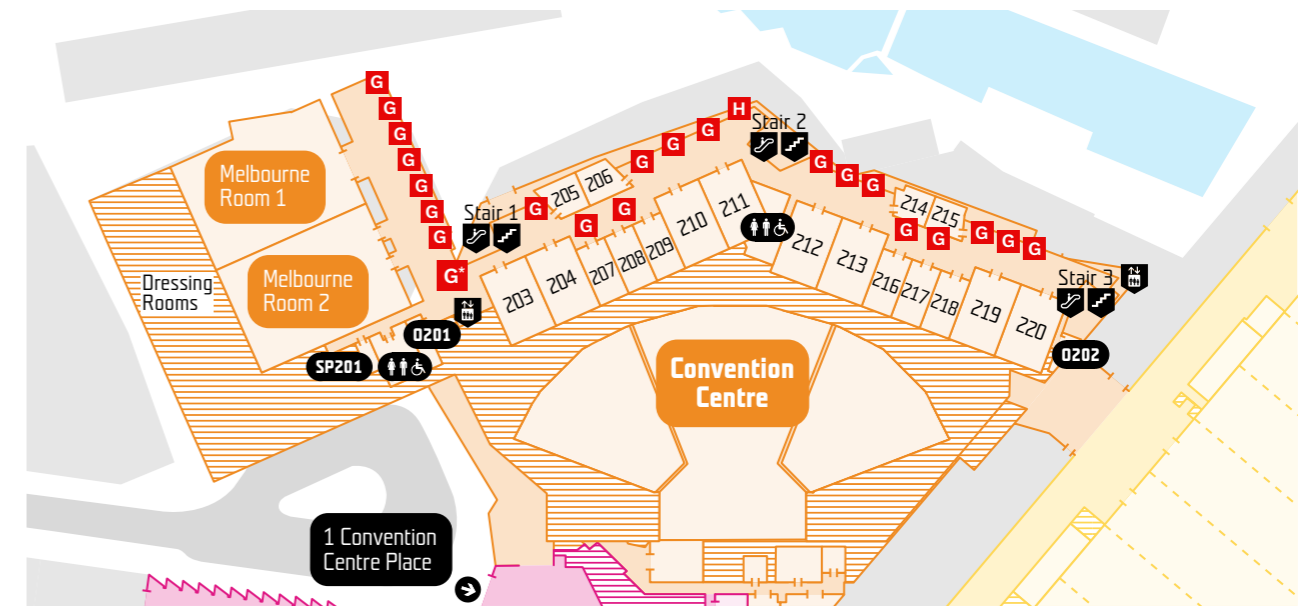 G
G
G
G
G
G
G
G*
Melbourne
Room 1
Melbourne
Room 2
Dressing
Rooms
SP201
0201
Stair 1
G
205
206
G
G
G
G
G
H
Stair 2
203
204
207
208
209
210
211
212
213
216
217
218
219
220
G
G
G
214
215
G
G
G
G
G
Stair 3
0202
Convention
Centre
1 Convention
Centre Place